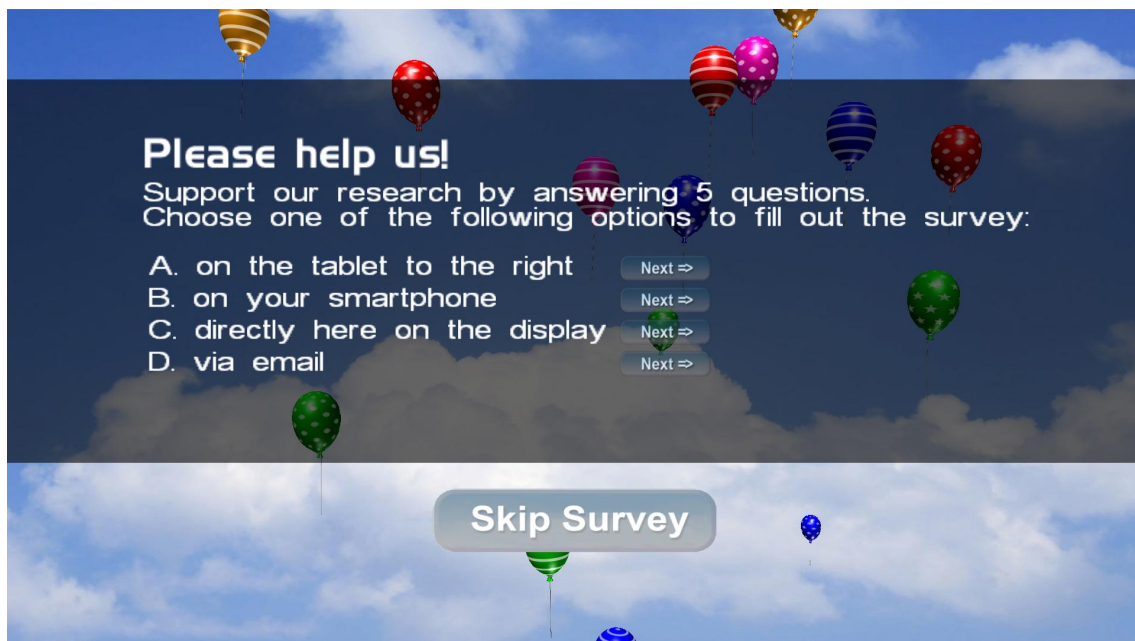 Please help us!
Support our research by answering 5 questions.
Choose one of the following options to fill out the survey:
A. on the tablet to the right Next =>
B. on your smartphone Next =>
C. directly here on the display Next =>
D. via email Next =>
Skip Survey